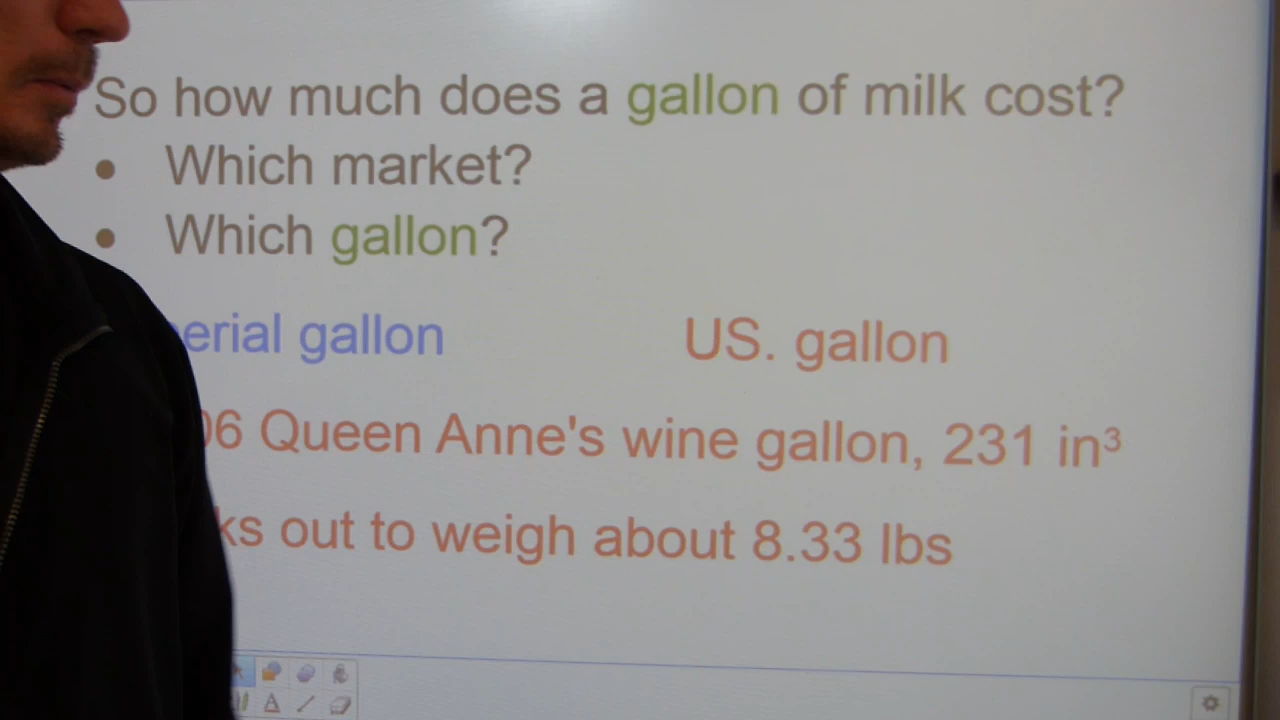 So how much does a gallon of milk cost?
• Which market?
• Which gallon?
erial gallon US. gallon
06 Queen Anne's wine gallon, 231 in³
ks out to weigh about 8.33 lbs